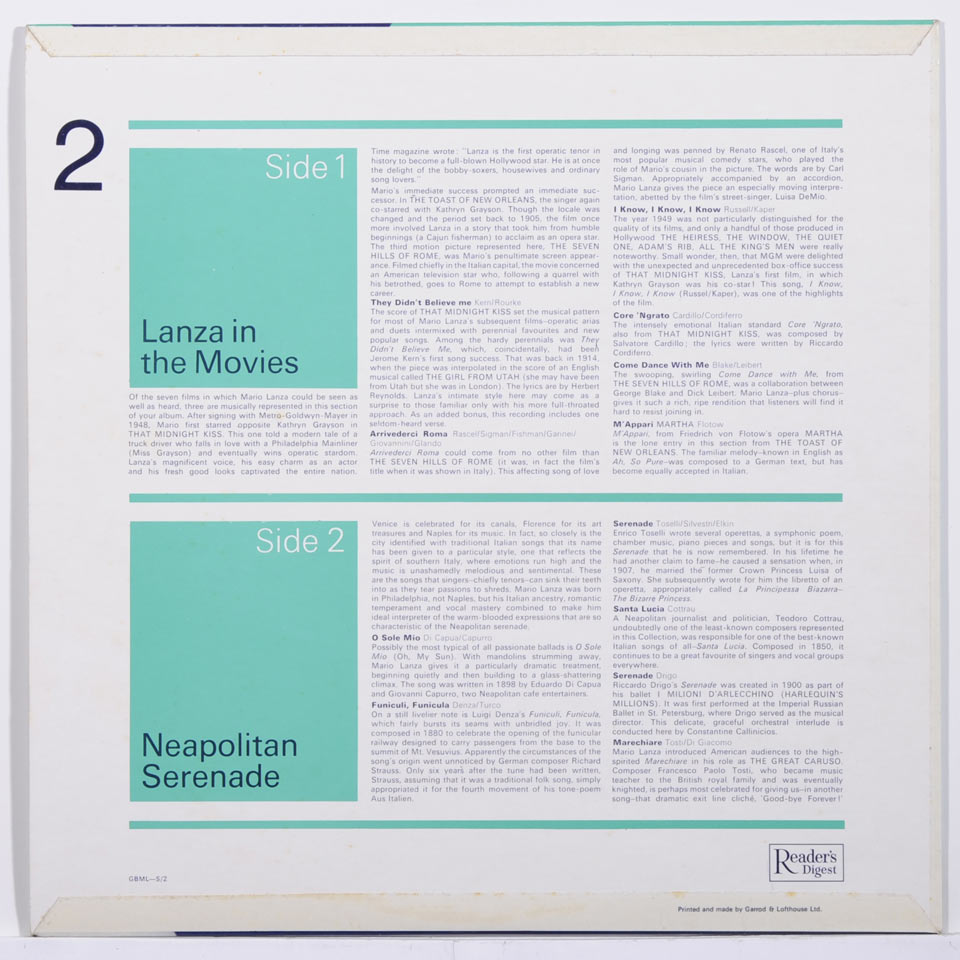 2
Side 1
Lanza in
the Movies
Of the seven films in which Mario Lanza could be seen as
well as heard, three are musically represented in this section
of your album. After signing with Metro-Goldwyn-Mayer in
1948, Mario first starred opposite Kathryn Grayson in
THAT MIDNIGHT KISS. This one told a modern tale of a
truck driver who falls in love with a Philadelphia Mainliner
(Miss Grayson) and eventually wins operatic stardom.
Lanza's magnificent voice, his easy charm as an actor
and his fresh good looks captivated the entire nation.
Time magazine wrote: "Lanza is the first operatic tenor in
history to become a full-blown Hollywood star. He is at once
the delight of the bobby-soxers, housewives and ordinary
song lovers."
Mario's immediate success prompted an immediate suc-
cessor. In THE TOAST OF NEW ORLEANS, the singer again
co-starred with Kathryn Grayson. Though the locale was
changed and the period set back to 1905, the film once
more involved Lanza in a story that took him from humble
beginnings (a Cajun fisherman) to acclaim as an opera star.
The third motion picture represented here, THE SEVEN
HILLS OF ROME, was Mario's penultimate screen appear-
ance. Filmed chiefly in the Italian capital, the movie concerned
an American television star who, following a quarrel with
his betrothed, goes to Rome to attempt to establish a new
career.
They Didn't Believe me Kern/Rourke
The score of THAT MIDNIGHT KISS set the musical pattern
for most of Mario Lanza's subsequent films–operatic arias
and duets intermixed with perennial favourites and new
popular songs. Among the hardy perennials was They
Didn't Believe Me, which, coincidentally, had been
Jerome Kern's first song success. That was back in 1914,
when the piece was interpolated in the score of an English
musical called THE GIRL FROM UTAH (she may have been
from Utah but she was in London). The lyrics are by Herbert
Reynolds. Lanza's intimate style here may come as a
surprise to those familiar only with his more full-throated
approach. As an added bonus, this recording includes one
seldom-heard verse.
Arrivederci Roma Rascel/Sigman/Fishman/Garinei/
Giovannini/Glando
Arrivederci Roma could come from no other film than
THE SEVEN HILLS OF ROME (it was, in fact the film's
title when it was shown in Italy). This affecting song of love
and longing was penned by Renato Rascel, one of Italy's
most popular musical comedy stars, who played the
role of Mario's cousin in the picture. The words are by Carl
Sigman. Appropriately accompanied by an accordion,
Mario Lanza gives the piece an especially moving interpre-
tation, abetted by the film's street-singer, Luisa DeMio.
I Know, I Know, I Know Russell/Kaper
The year 1949 was not particularly distinguished for the
quality of its films, and only a handful of those produced in
Hollywood THE HEIRESS, THE WINDOW, THE QUIET
ONE, ADAM'S RIB, ALL THE KING'S MEN were really
noteworthy. Small wonder, then, that MGM were delighted
with the unexpected and unprecedented box-office success
of THAT MIDNIGHT KISS, Lanza's first film, in which
Kathryn Grayson was his co-star! This song, I Know,
I Know, I Know (Russel/Kaper), was one of the highlights
of the film.
Core 'Ngrato Cardillo/Cordiferro
The intensely emotional Italian standard Core 'Ngrato,
also from THAT MIDNIGHT KISS, was composed by
Salvatore Cardillo; the lyrics were written by Riccardo
Cordiferro.
Come Dance With Me Blake/Leibert
The swooping, swirling Come Dance with Me, from
THE SEVEN HILLS OF ROME, was a collaboration between
George Blake and Dick Leibert. Mario Lanza–plus chorus–
gives it such a rich, ripe rendition that listeners will find it
hard to resist joining in.
M'Appari MARTHA Flotow
M'Appari, from Friedrich von Flotow's opera MARTHA
is the lone entry in this section from THE TOAST OF
NEW ORLEANS. The familiar melody–known in English as
Ah, So Pure–was composed to a German text, but has
become equally accepted in Italian.
Side 2
Neapolitan
Serenade
Venice is celebrated for its canals, Florence for its art
treasures and Naples for its music. In fact, so closely is the
city identified with traditional Italian songs that its name
has been given to a particular style, one that reflects the
spirit of southern Italy, where emotions run high and the
music is unashamedly melodious and sentimental. These
are the songs that singers–chiefly tenors–can sink their teeth
into as they tear passions to shreds. Mario Lanza was born
in Philadelphia, not Naples, but his Italian ancestry, romantic
temperament and vocal mastery combined to make him
ideal interpreter of the warm-blooded expressions that are so
characteristic of the Neapolitan serenade.
O Sole Mio Di Capua/Capurro
Possibly the most typical of all passionate ballads is O Sole
Mio (Oh, My Sun). With mandolins strumming away,
Mario Lanza gives it a particularly dramatic treatment,
beginning quietly and then building to a glass-shattering
climax. The song was written in 1898 by Eduardo Di Capua
and Giovanni Capurro, two Neapolitan cafe entertainers.
Funiculi, Funicula Denza/Turco
On a still livelier note is Luigi Denza's Funiculi, Funicula,
which fairly bursts its seams with unbridled joy. It was
composed in 1880 to celebrate the opening of the funicular
railway designed to carry passengers from the base to the
summit of Mt. Vesuvius. Apparently the circumstances of the
song's origin went unnoticed by German composer Richard
Strauss. Only six years after the tune had been written,
Strauss, assuming that it was a traditional folk song, simply
appropriated it for the fourth movement of his tone-poem
Aus Italien.
Serenade Toselli/Silvestri/Elkin
Enrico Toselli wrote several operettas, a symphonic poem,
chamber music, piano pieces and songs, but it is for this
Serenade that he is now remembered. In his lifetime he
had another claim to fame–he caused a sensation when, in
1907, he married the former Crown Princess Luisa of
Saxony. She subsequently wrote for him the libretto of an
operetta, appropriately called La Principessa Biazarra–
The Bizarre Princess.
Santa Lucia Cottrau
A Neapolitan journalist and politician, Teodoro Cottrau,
undoubtedly one of the least-known composers represented
in this Collection, was responsible for one of the best-known
Italian songs of all–Santa Lucia. Composed in 1850, it
continues to be a great favourite of singers and vocal groups
everywhere.
Serenade Drigo
Riccardo Drigo's Serenade was created in 1900 as part of
his ballet I MILIONI D'ARLECCHINO (HARLEQUIN'S
MILLIONS). It was first performed at the Imperial Russian
Ballet in St. Petersburg, where Drigo served as the musical
director. This delicate, graceful orchestral interlude is
conducted here by Constantine Callinicios.
Marechiare Tosti/Di Giacomo
Mario Lanza introduced American audiences to the high-
spirited Marechiare in his role as THE GREAT CARUSO.
Composer Francesco Paolo Tosti, who became music
teacher to the British royal family and was eventually
knighted, is perhaps most celebrated for giving us–in another
song–that dramatic exit line cliché, 'Good-bye Forever!'
GBML–5/2
Reader's
Digest
Printed and made by Garrod & Lofthouse Ltd.